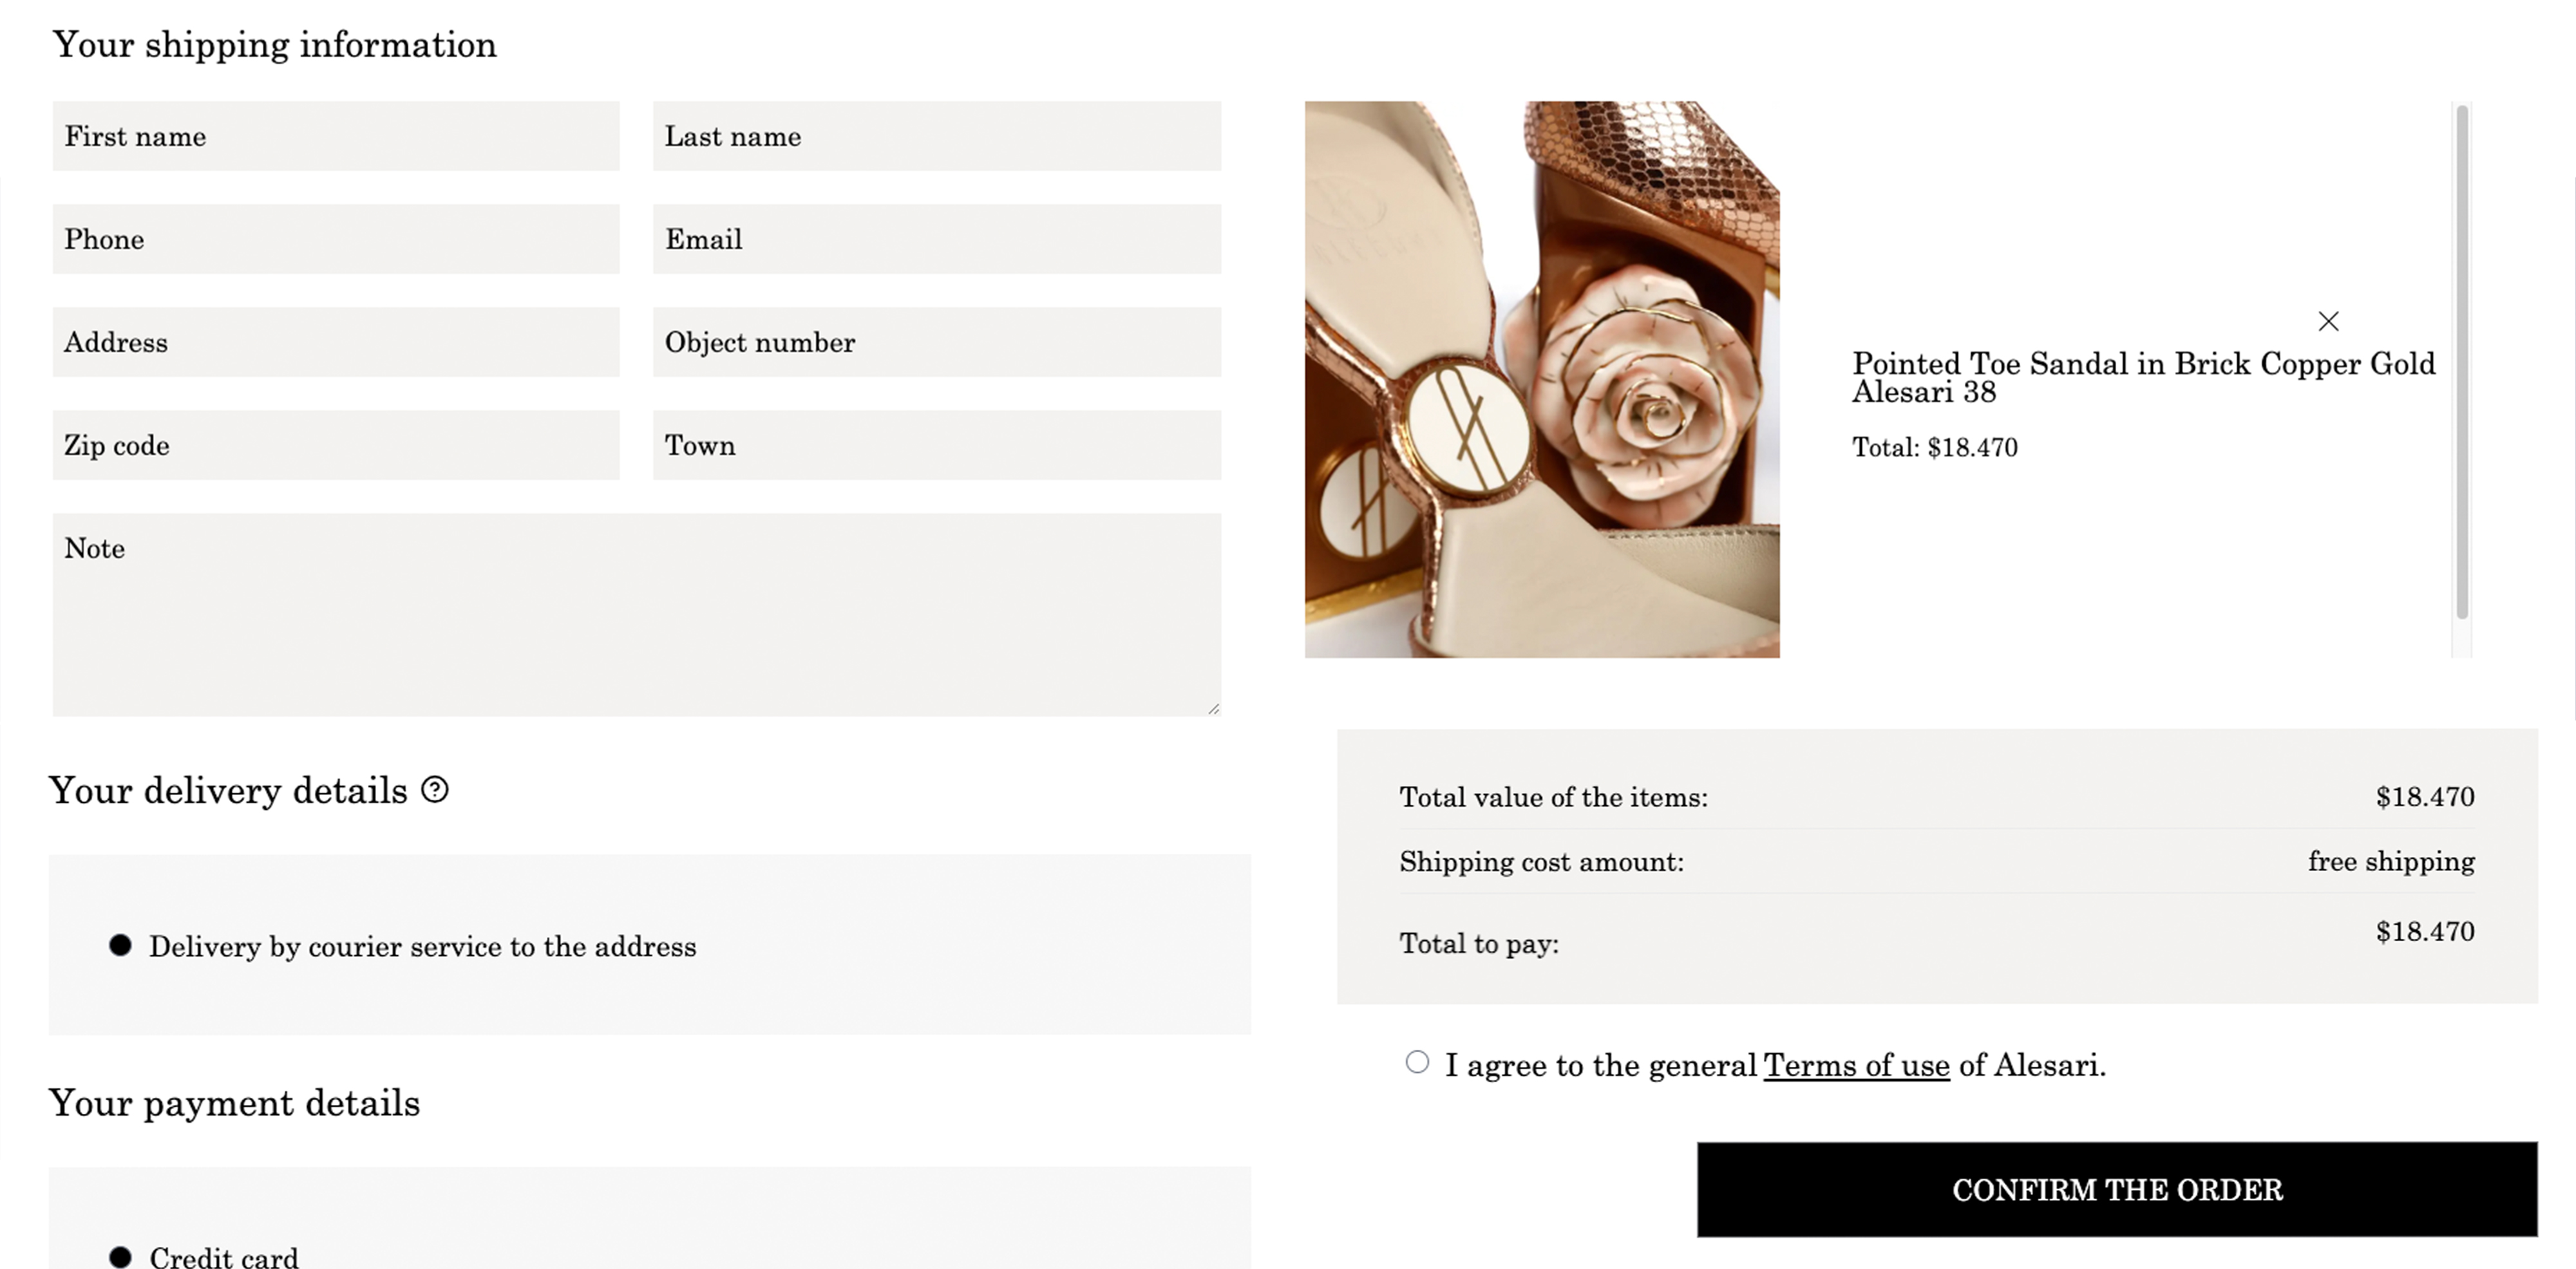 Your shipping information
First name
Last name
Phone
Email
Address
Object number
Zip code
Town
Note
Your delivery details
Delivery by courier service to the address
Your payment details
Credit card
Pointed Toe Sandal in Brick Copper Gold
Alesari 38
Total: $18.470
Total value of the items: $18.470
Shipping cost amount: free shipping
Total to pay: $18.470
I agree to the general Terms of use of Alesari.
CONFIRM THE ORDER